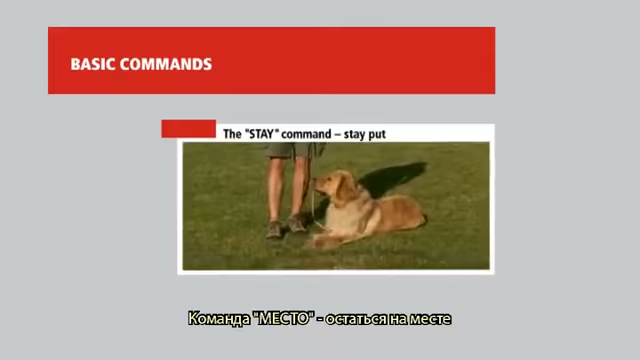 BASIC COMMANDS
The "STAY" command – stay put
Команда "МЕСТО" - остаться на месте